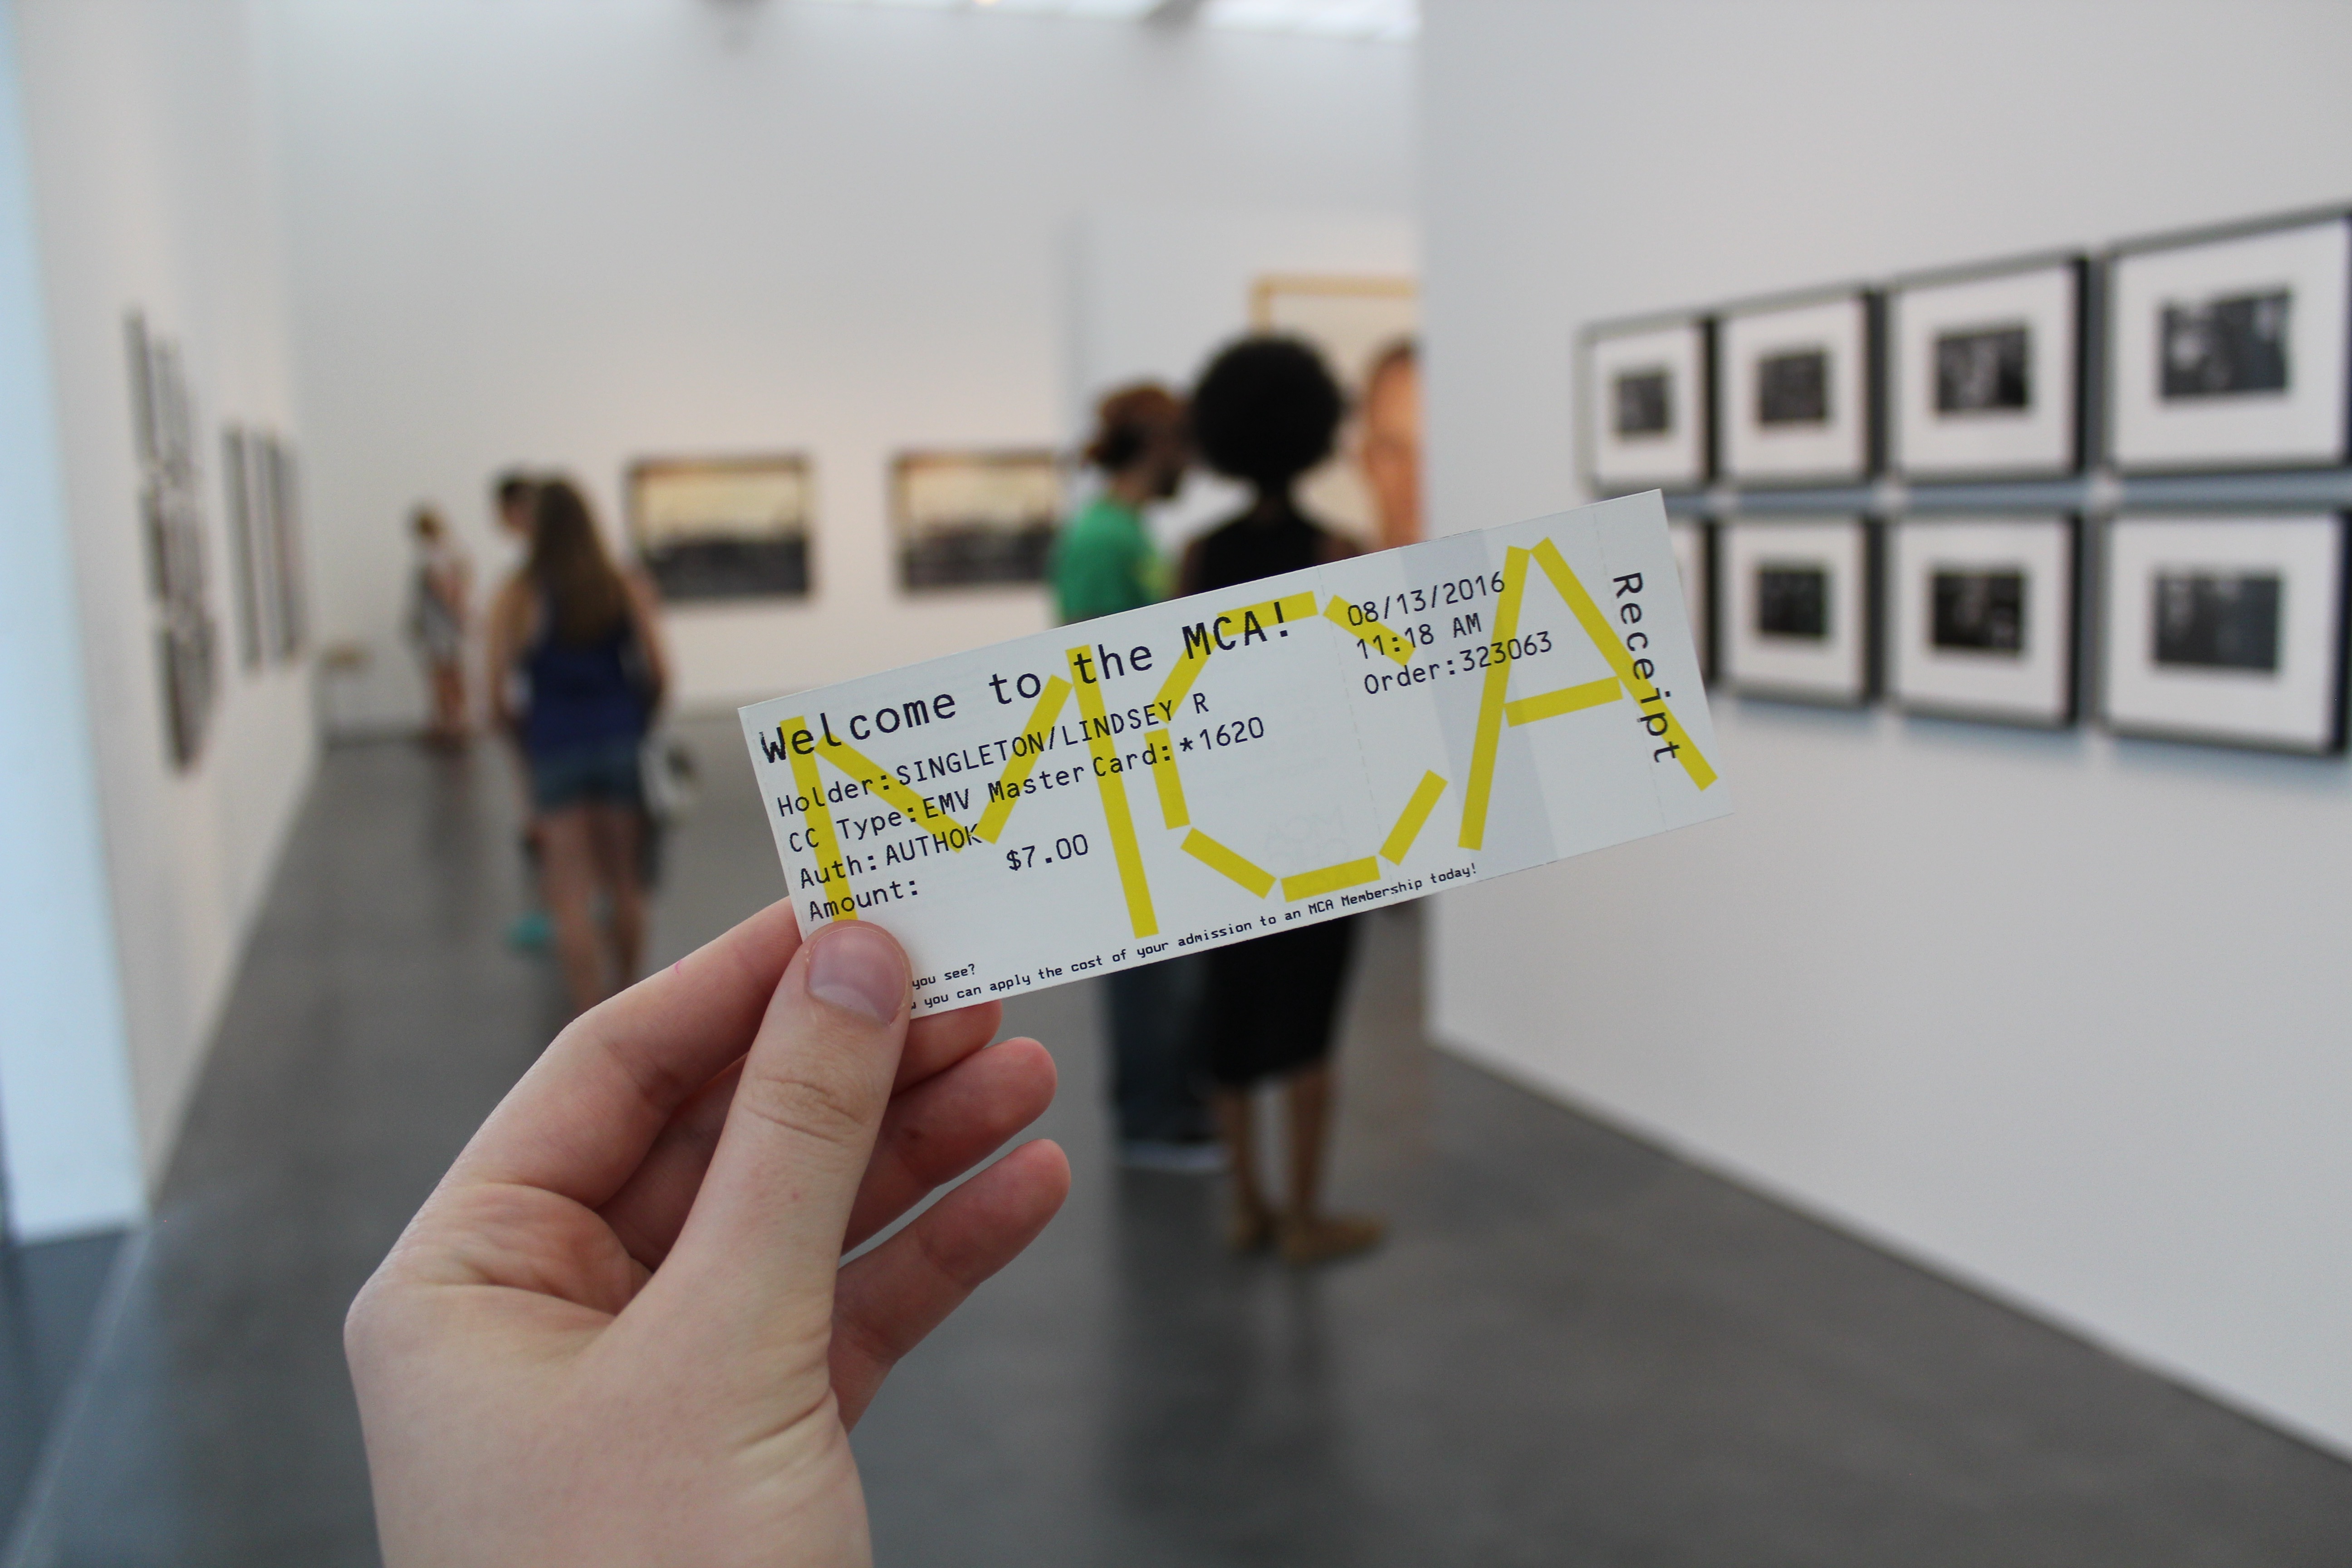 Welcome to the MCA!
Holder:SINGLETON/LINDSEY R
CC Type:EMV MasterCard:*1620
Auth:AUTHOK
Amount: $7.00
you see?
you can apply the cost of your admission to an MCA Membership today!
08/13/2016
11:18 AM
Order:323063
Receipt
MCA